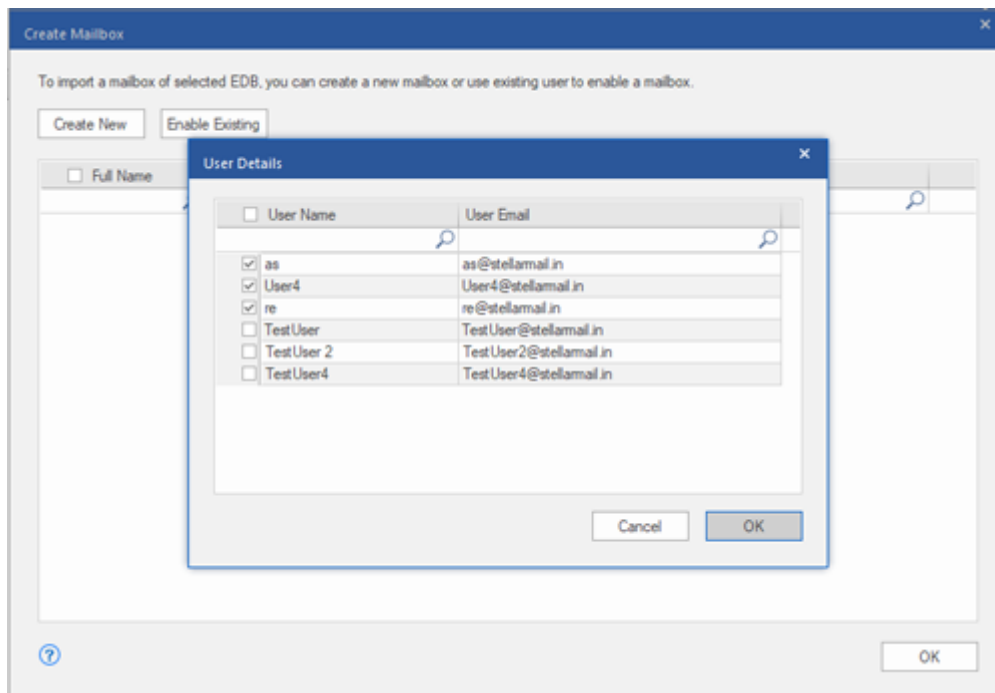 Create Mailbox
To import a mailbox of selected EDB, you can create a new mailbox or use existing user to enable a mailbox.
Create New Enable Existing
Full Name
User Details
User Name User Email
as as@stellarmail.in
User4 User4@stellarmail.in
re re@stellarmail.in
TestUser TestUser@stellarmail.in
TestUser 2 TestUser2@stellarmail.in
TestUser4 TestUser4@stellarmail.in
Cancel OK
? OK